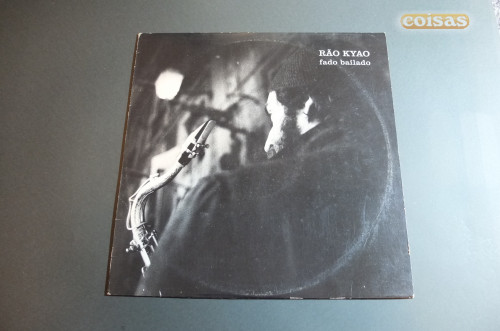 coisas
RÃO KYAO
fado bailado